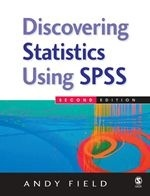 Discovering
Statistics
Using SPSS
SECOND EDITION
ANDY FIELD